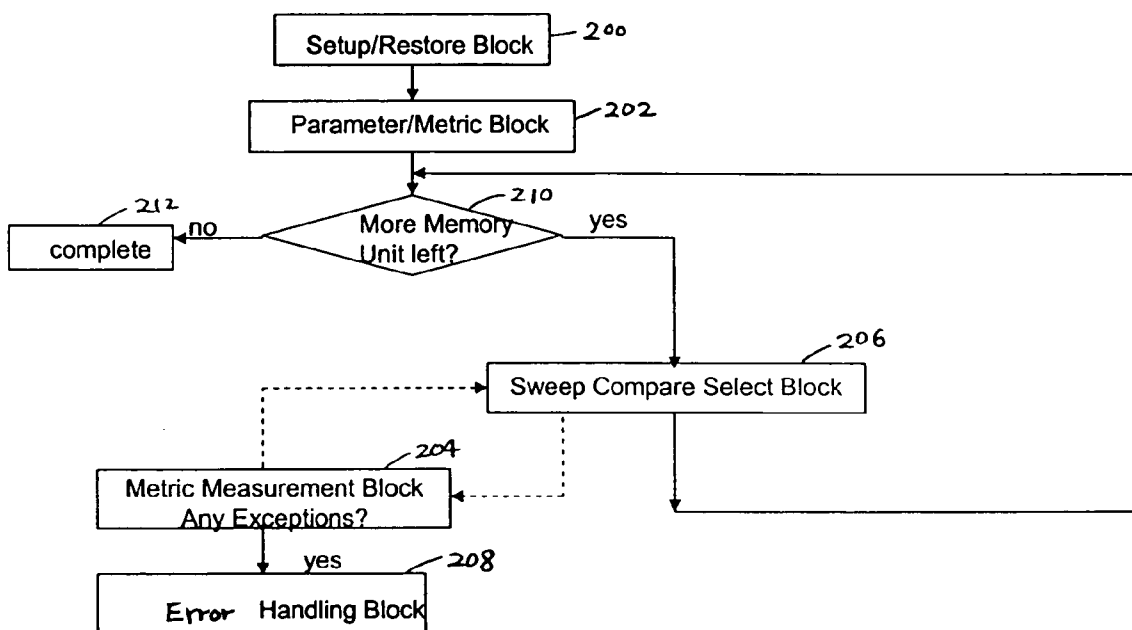 200
Setup/Restore Block
202
Parameter/Metric Block
210
212
More Memory
Unit left?
no
yes
complete
206
Sweep Compare Select Block
204
Metric Measurement Block
Any Exceptions?
yes
208
Error Handling Block